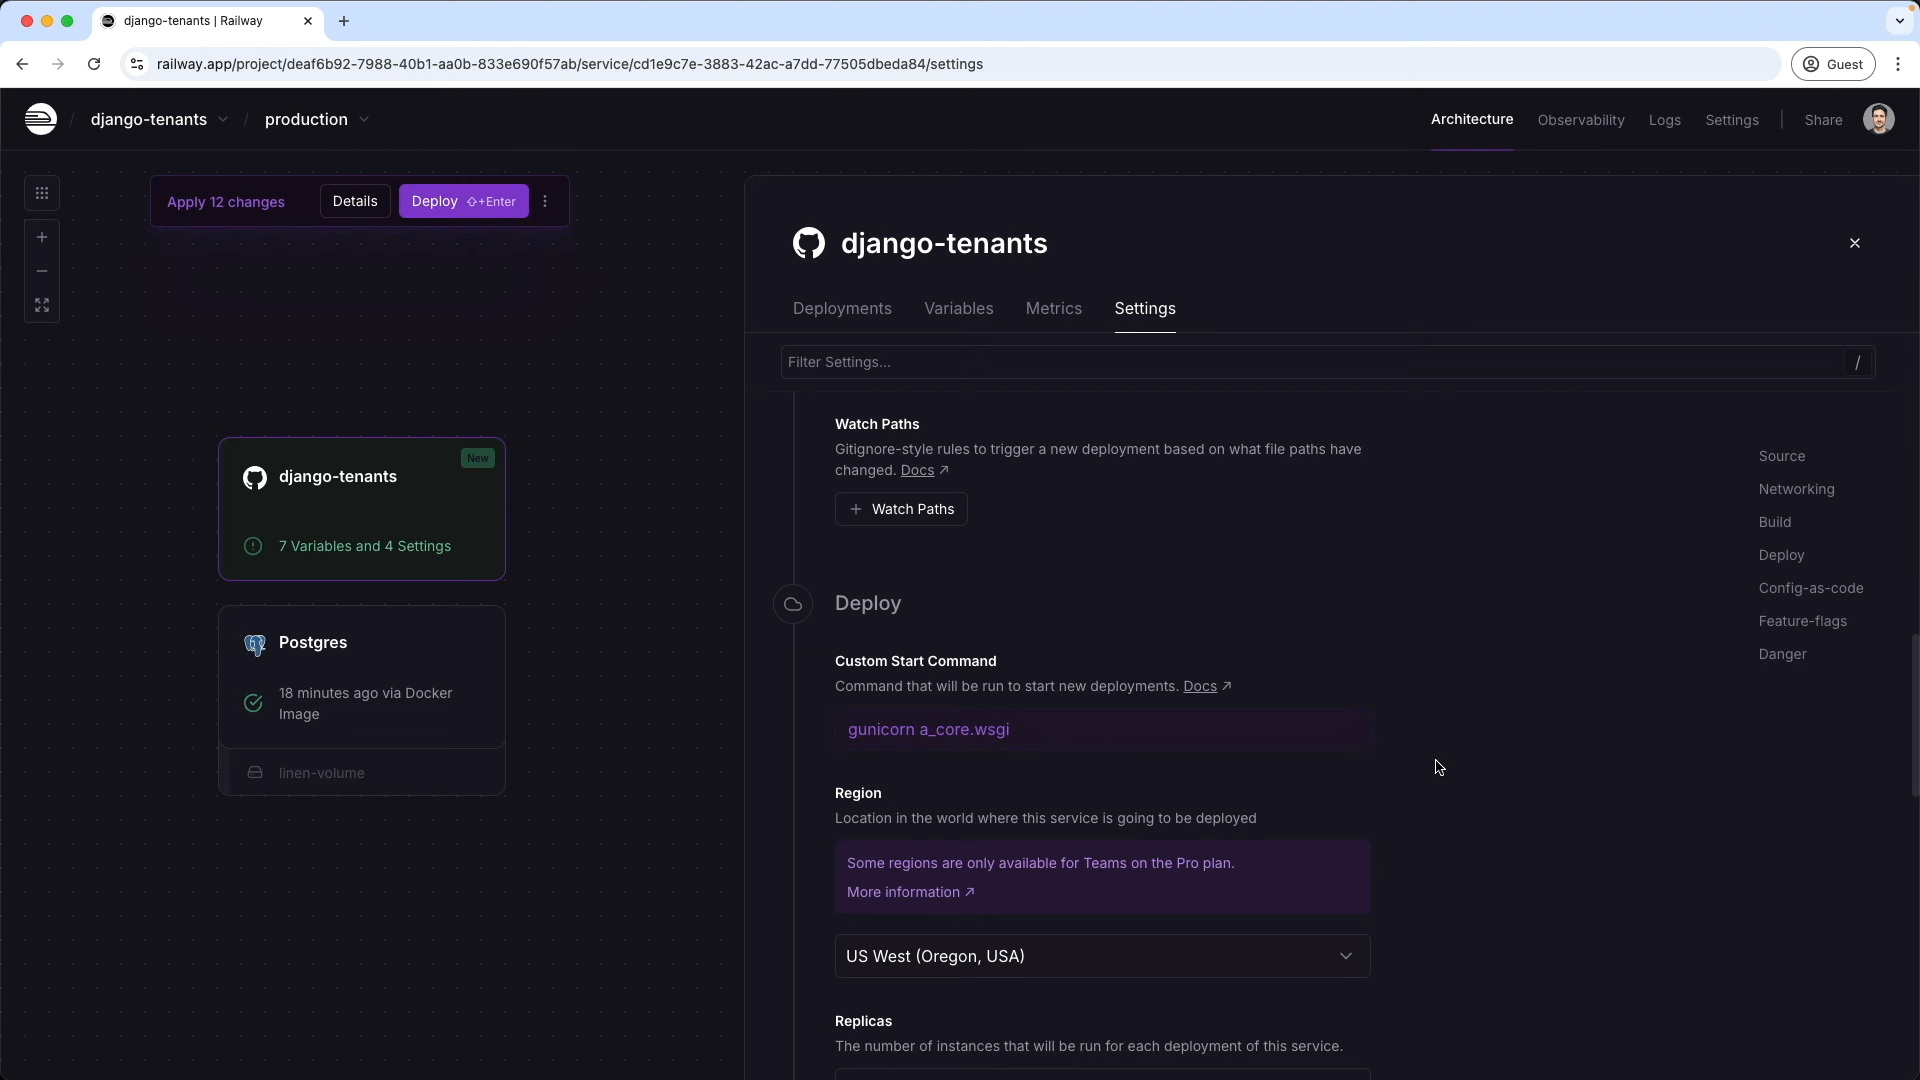 django-tenants | Railway
railway.app/project/deaf6b92-7988-40b1-aa0b-833e690f57ab/service/cd1e9c7e-3883-42ac-a7dd-77505dbeda84/settings
Guest
/ django-tenants / production
Architecture
Observability
Logs
Settings
Share
Apply 12 changes
Details
Deploy ⇧+Enter
django-tenants
New
7 Variables and 4 Settings
Postgres
18 minutes ago via Docker
Image
linen-volume
django-tenants
Deployments
Variables
Metrics
Settings
Filter Settings...
/
Watch Paths
Gitignore-style rules to trigger a new deployment based on what file paths have
changed. Docs ↗
+ Watch Paths
Deploy
Custom Start Command
Command that will be run to start new deployments. Docs ↗
gunicorn a_core.wsgi
Region
Location in the world where this service is going to be deployed
Some regions are only available for Teams on the Pro plan.
More information ↗
US West (Oregon, USA)
Replicas
The number of instances that will be run for each deployment of this service.
Source
Networking
Build
Deploy
Config-as-code
Feature-flags
Danger